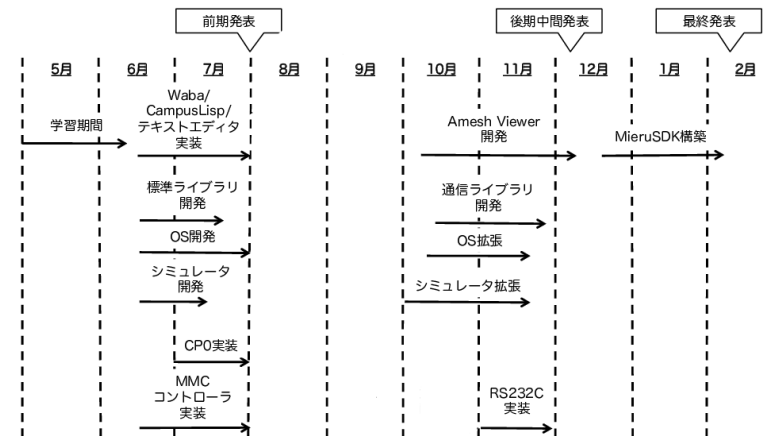 前期発表
後期中間発表
最終発表
5月
6月
7月
8月
9月
10月
11月
12月
1月
2月
学習期間
Waba/
CampusLisp/
テキストエディタ
実装
Amesh Viewer
開発
MieruSDK構築
標準ライブラリ
開発
通信ライブラリ
開発
OS開発
OS拡張
シミュレータ
開発
シミュレータ拡張
CP0実装
MMC
コントローラ
実装
RS232C
実装